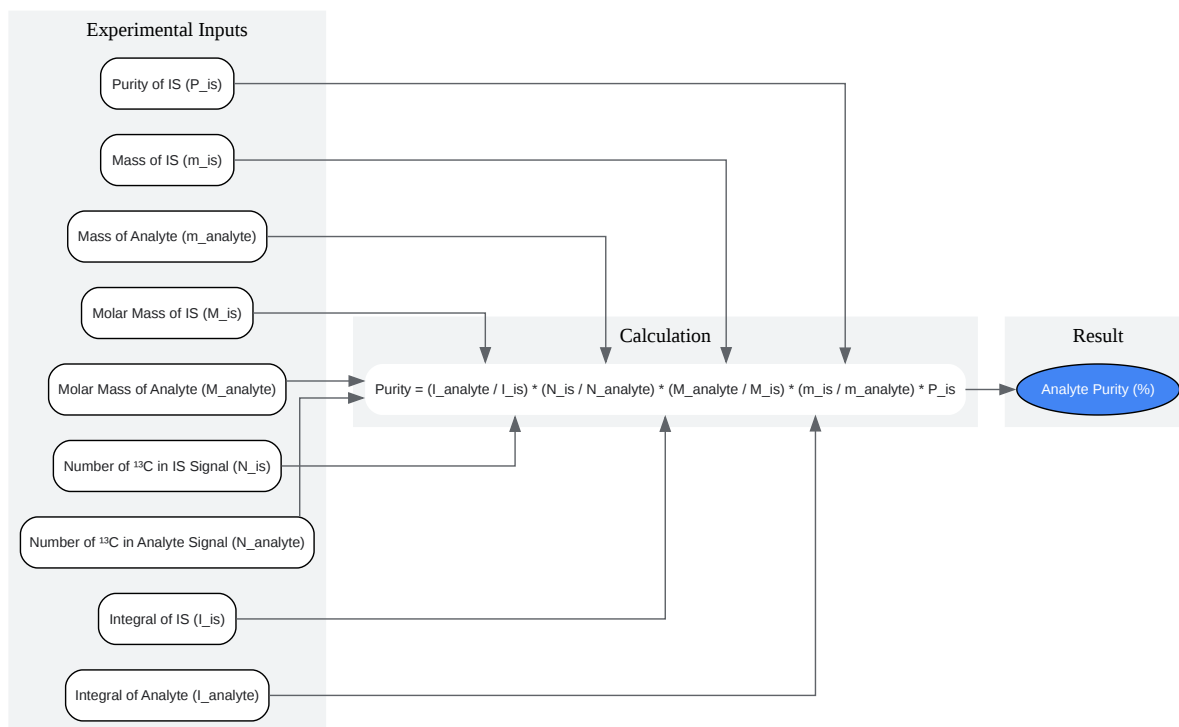 Experimental Inputs
Purity of IS (P_is)
Mass of IS (m_is)
Mass of Analyte (m_analyte)
Molar Mass of IS (M_is)
Molar Mass of Analyte (M_analyte)
Number of ¹³C in IS Signal (N_is)
Number of ¹³C in Analyte Signal (N_analyte)
Integral of IS (I_is)
Integral of Analyte (I_analyte)
Calculation
Purity = (I_analyte / I_is) * (N_is / N_analyte) * (M_analyte / M_is) * (m_is / m_analyte) * P_is
Result
Analyte Purity (%)